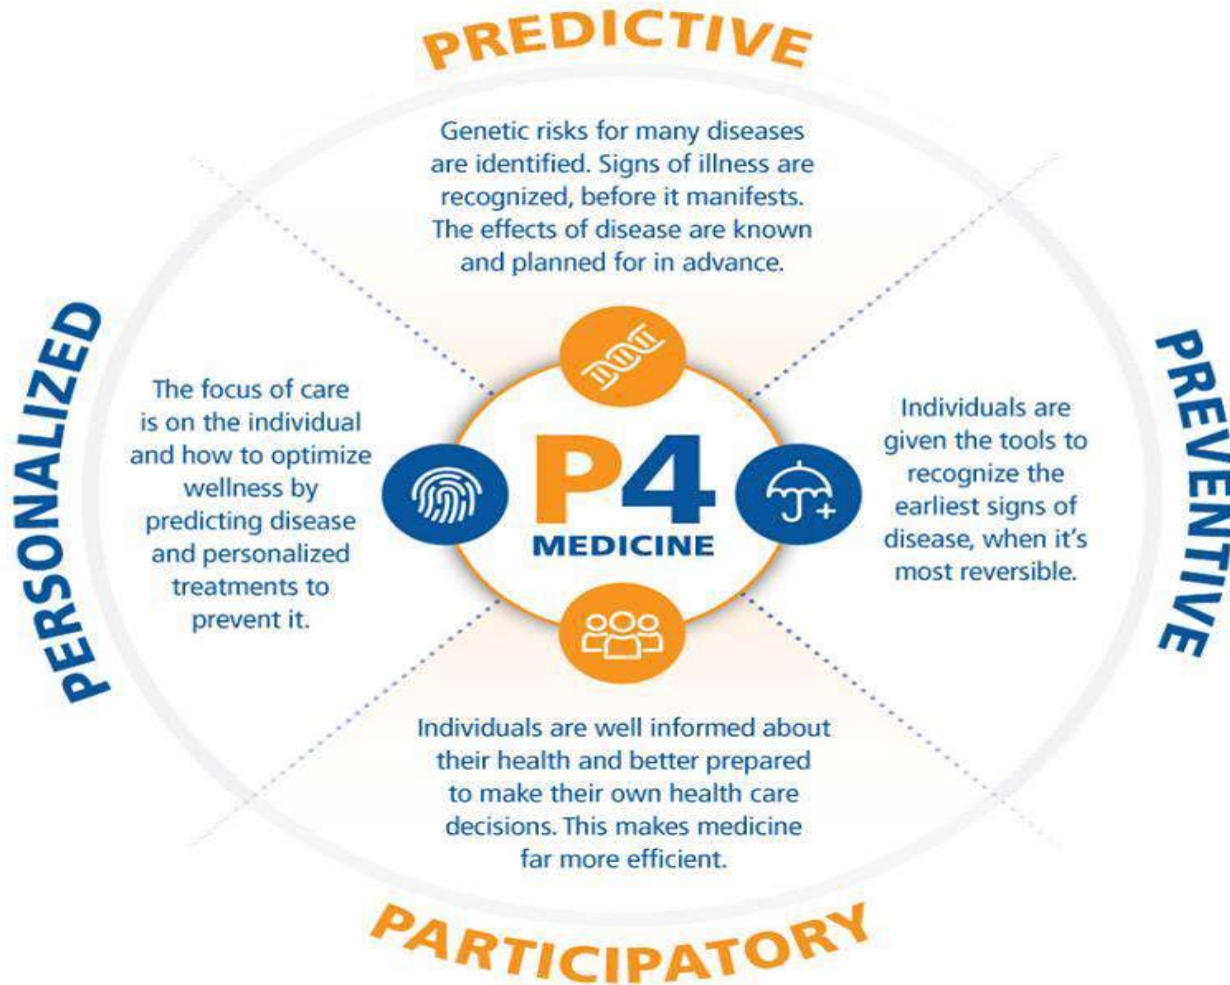 PREDICTIVE
Genetic risks for many diseases
are identified. Signs of illness are
recognized, before it manifests.
The effects of disease are known
and planned for in advance.
PERSONALIZED
The focus of care
is on the individual
and how to optimize
wellness by
predicting disease
and personalized
treatments to
prevent it.
P4
MEDICINE
PREVENTIVE
Individuals are
given the tools to
recognize the
earliest signs of
disease, when it's
most reversible.
Individuals are well informed about
their health and better prepared
to make their own health care
decisions. This makes medicine
far more efficient.
PARTICIPATORY